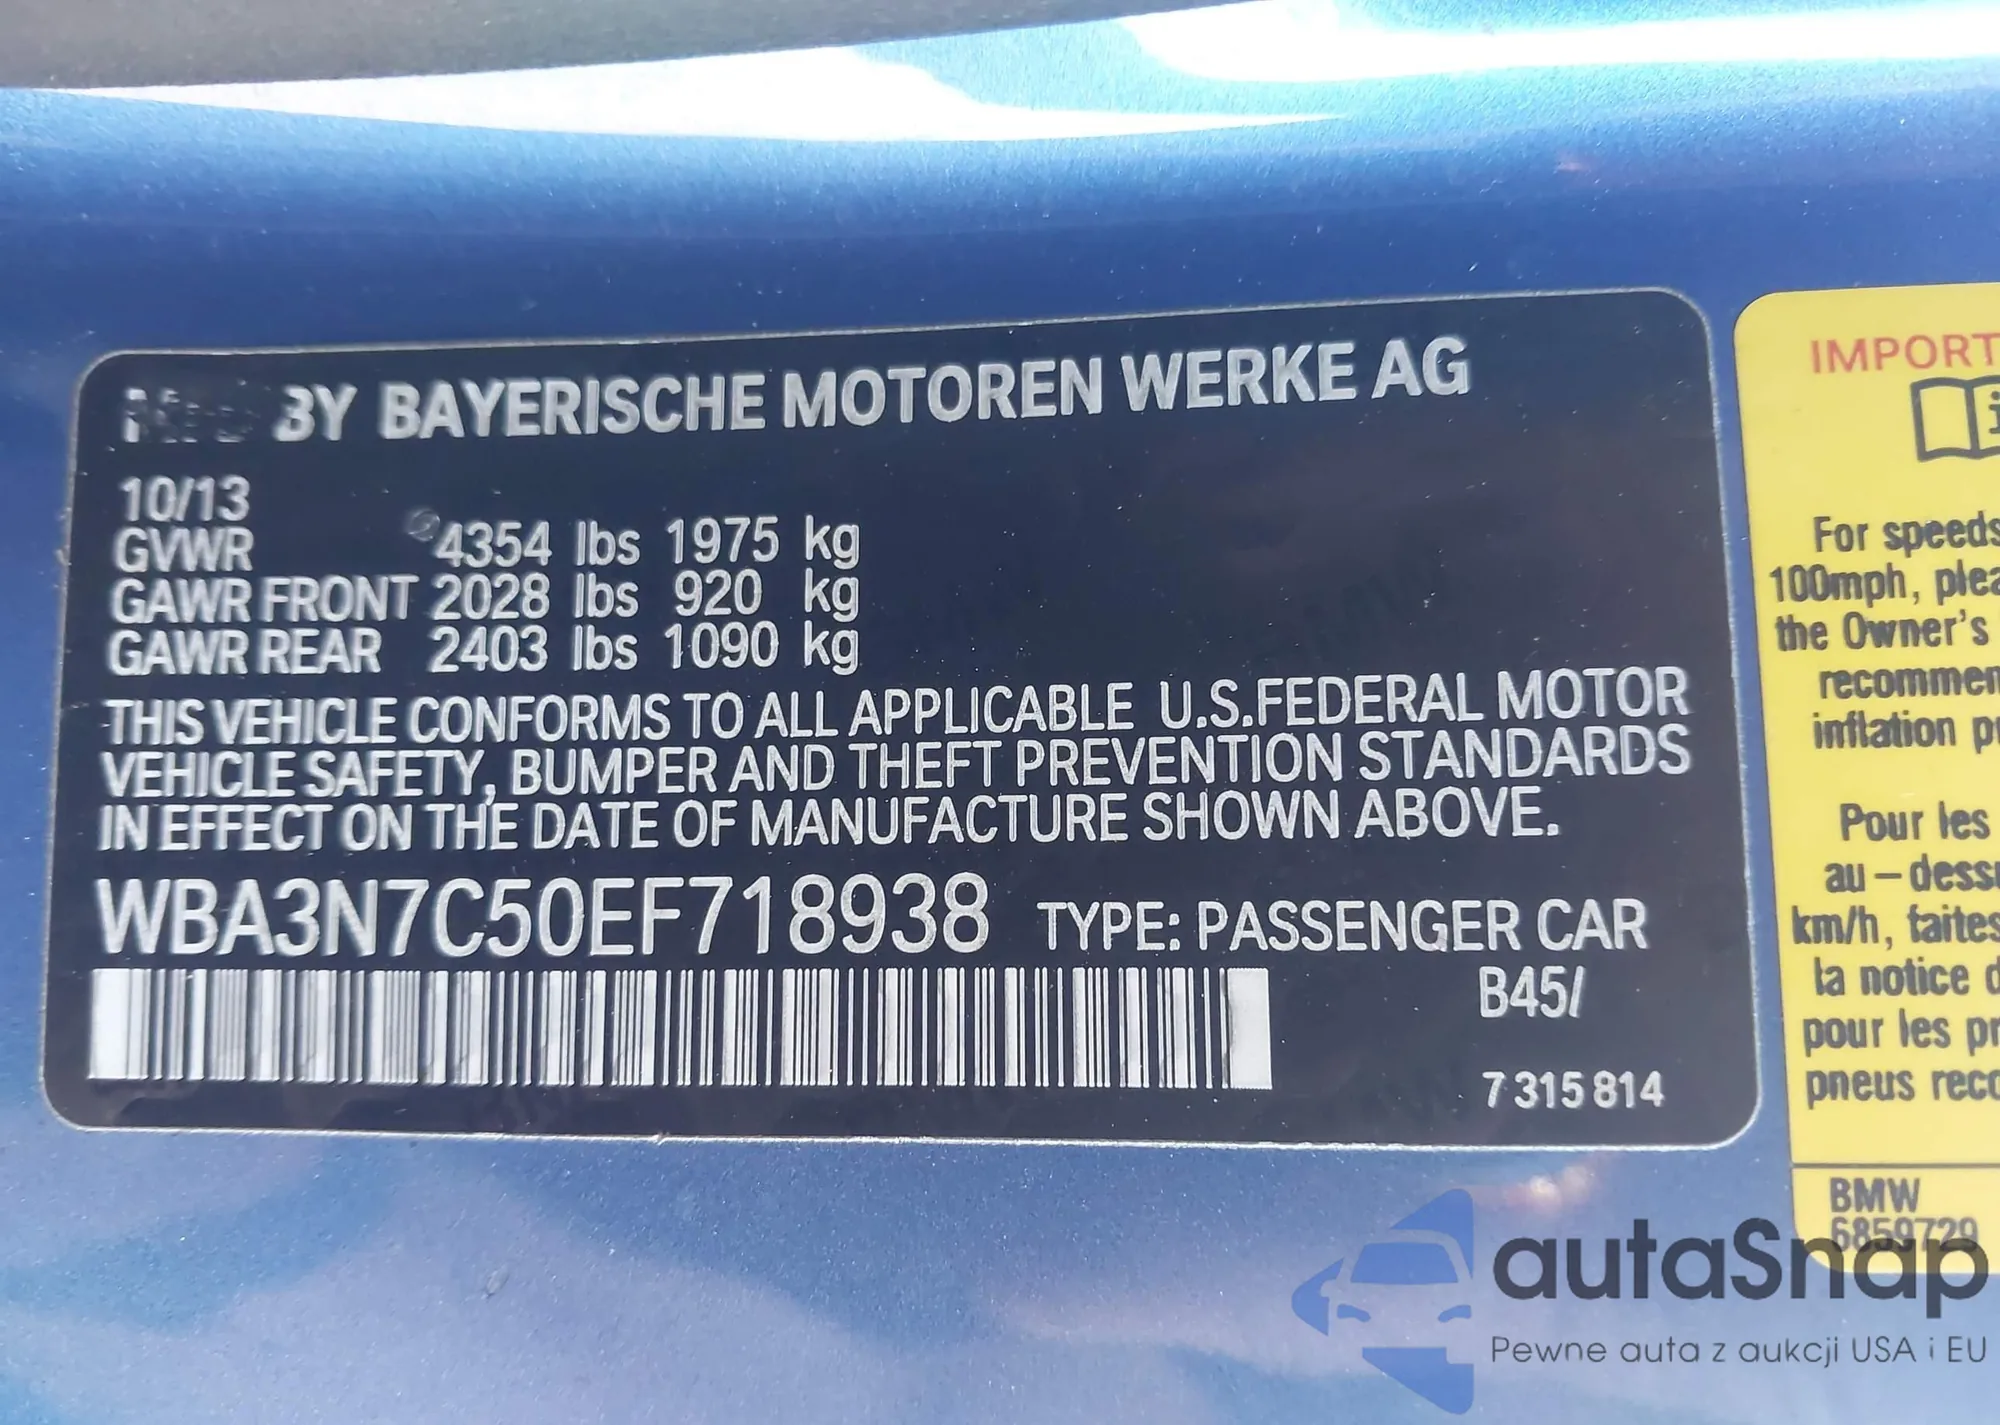 BY BAYERISCHE MOTOREN WERKE AG
10/13
GVWR 4354 lbs 1975 kg
GAWR FRONT 2028 lbs 920 kg
GAWR REAR 2403 lbs 1090 kg
THIS VEHICLE CONFORMS TO ALL APPLICABLE U.S.FEDERAL MOTOR
VEHICLE SAFETY, BUMPER AND THEFT PREVENTION STANDARDS
IN EFFECT ON THE DATE OF MANUFACTURE SHOWN ABOVE.
WBA3N7C50EF718938 TYPE: PASSENGER CAR
B45/
7 315 814
IMPORT
For speeds
100mph, plea
the Owner's
recommen
inflation pr
Pour les
au-dessu
km/h, faites
la notice d
pour les pr
pneus reco
BMW
6859729
autaSnap
Pewne auta z aukcji USA i EU